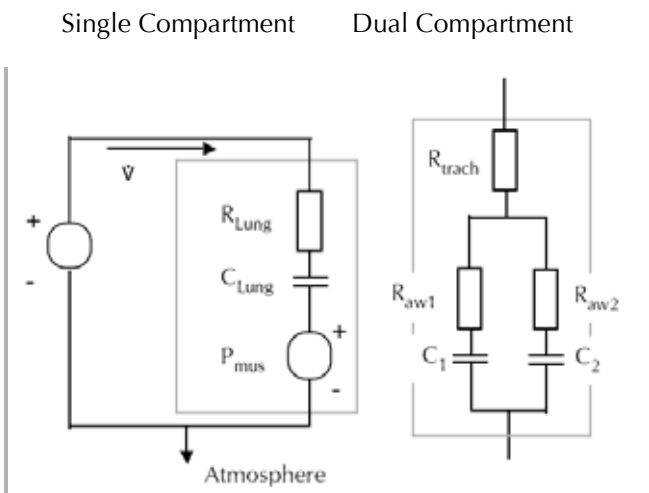 Single Compartment
Dual Compartment
+
-
V̇
R_Lung
C_Lung
P_mus
+
-
Atmosphere
R_trach
R_aw1
R_aw2
C_1
C_2